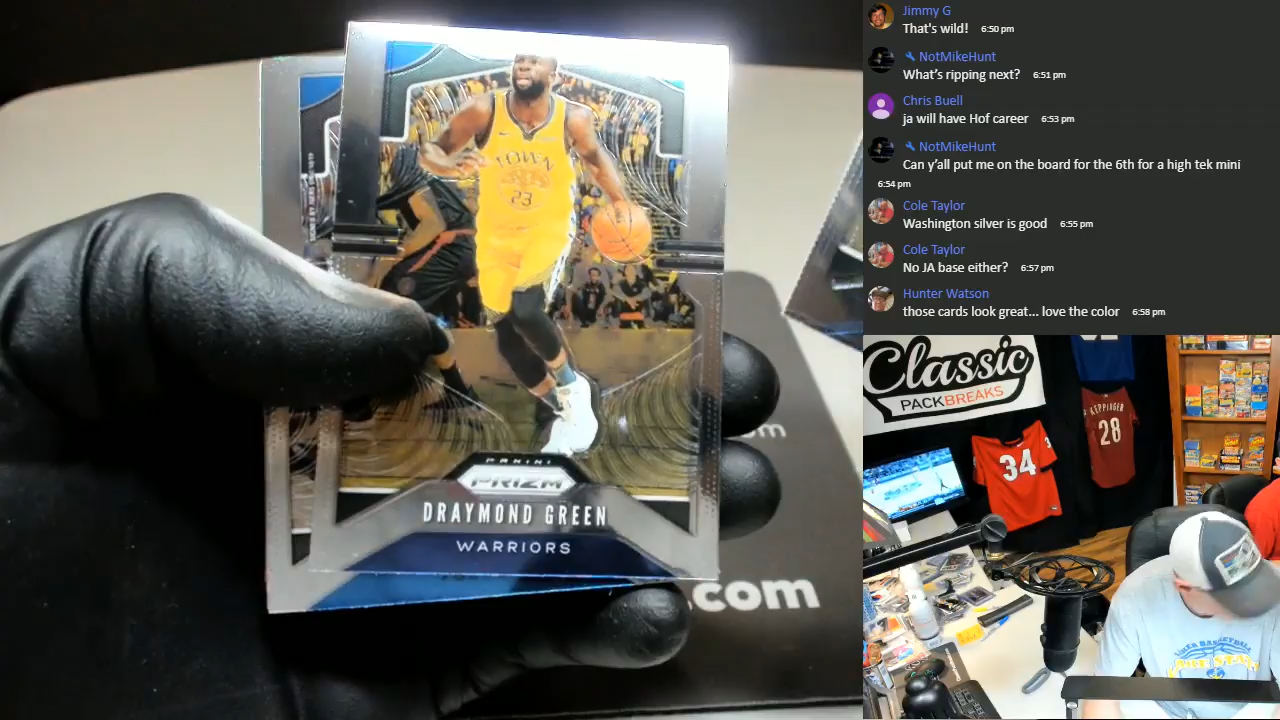 TOWN
23
PANINI
PRIZM
DRAYMOND GREEN
WARRIORS
.com
Jimmy G
That's wild! 6:50 pm
NotMikeHunt
What's ripping next? 6:51 pm
Chris Buell
ja will have Hof career 6:53 pm
NotMikeHunt
Can y'all put me on the board for the 6th for a high tek mini
6:54 pm
Cole Taylor
Washington silver is good 6:55 pm
Cole Taylor
No JA base either? 6:57 pm
Hunter Watson
those cards look great... love the color 6:58 pm
Classic
PACKBREAKS
34
KEPPINGER
28